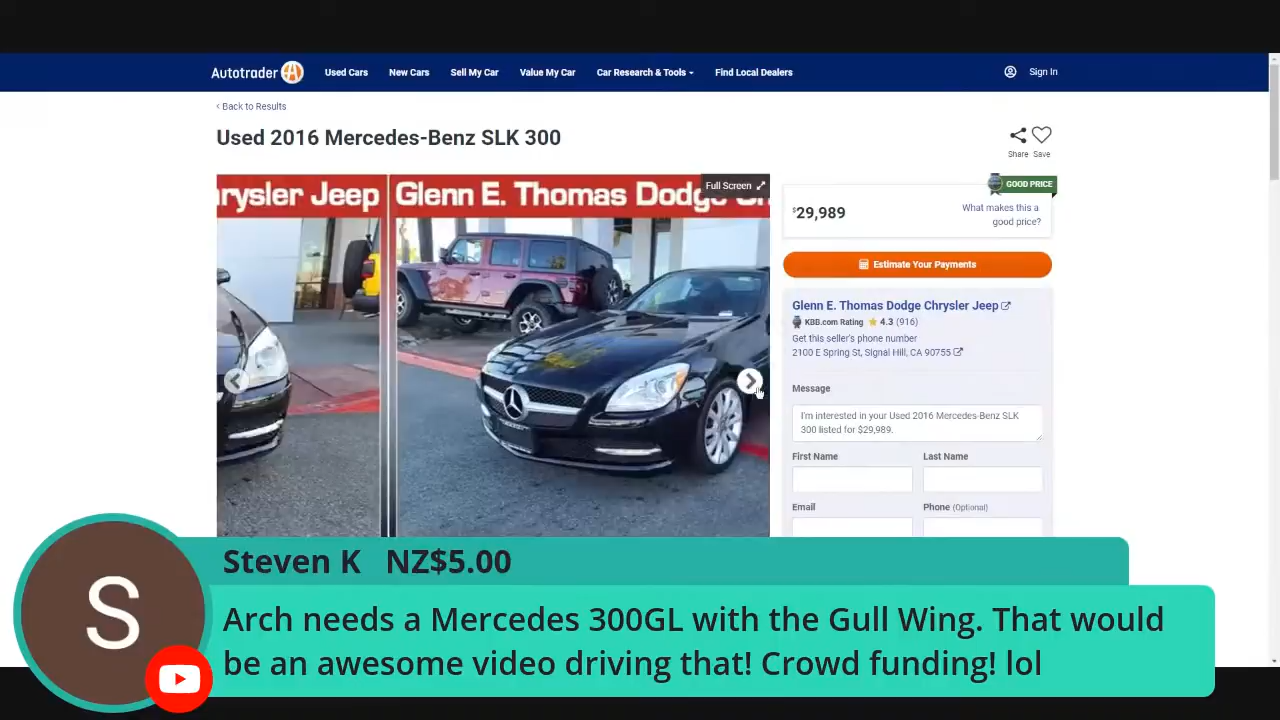 Autotrader
Used Cars
New Cars
Sell My Car
Value My Car
Car Research & Tools
Find Local Dealers
Sign In
‹ Back to Results
Used 2016 Mercedes-Benz SLK 300
Share Save
rysler Jeep
Glenn E. Thomas Dodge
Full Screen
GOOD PRICE
$29,989
What makes this a
good price?
Estimate Your Payments
Glenn E. Thomas Dodge Chrysler Jeep
KBB.com Rating 4.3 (916)
Get this seller's phone number
2100 E Spring St, Signal Hill, CA 90755
Message
I'm interested in your Used 2016 Mercedes-Benz SLK
300 listed for $29,989.
First Name
Last Name
Email
Phone (Optional)
S
Steven K NZ$5.00
Arch needs a Mercedes 300GL with the Gull Wing. That would
be an awesome video driving that! Crowd funding! lol